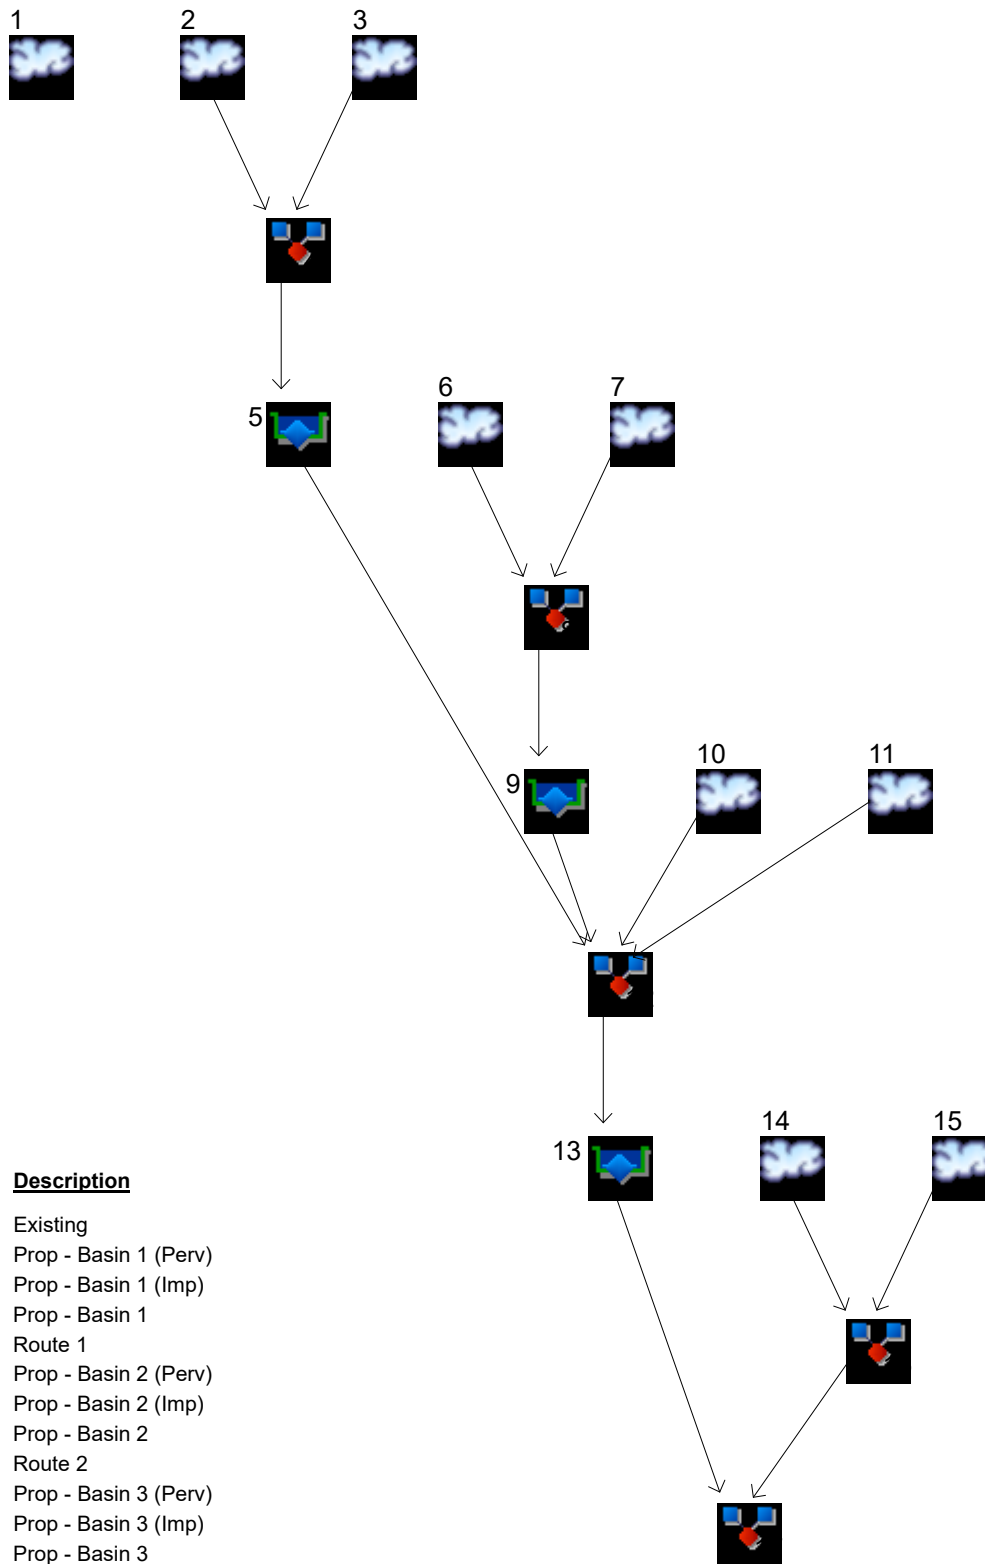 1 2 3
5 6 7
9 10 11
13 14 15
Description
Existing
Prop - Basin 1 (Perv)
Prop - Basin 1 (Imp)
Prop - Basin 1
Route 1
Prop - Basin 2 (Perv)
Prop - Basin 2 (Imp)
Prop - Basin 2
Route 2
Prop - Basin 3 (Perv)
Prop - Basin 3 (Imp)
Prop - Basin 3